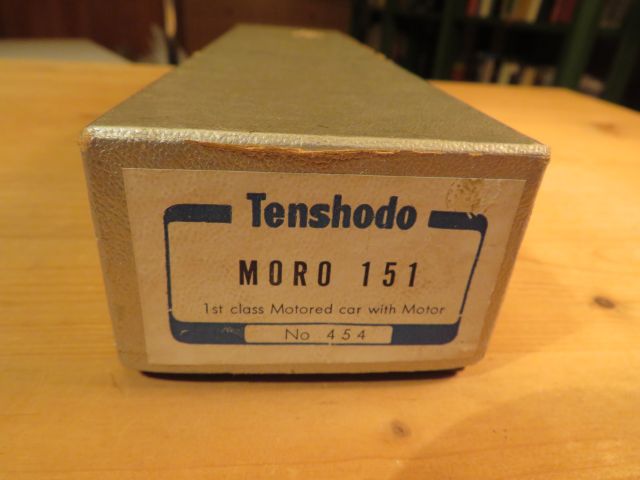 Tenshodo
MORO 151
1st class Motored car with Motor
No 454